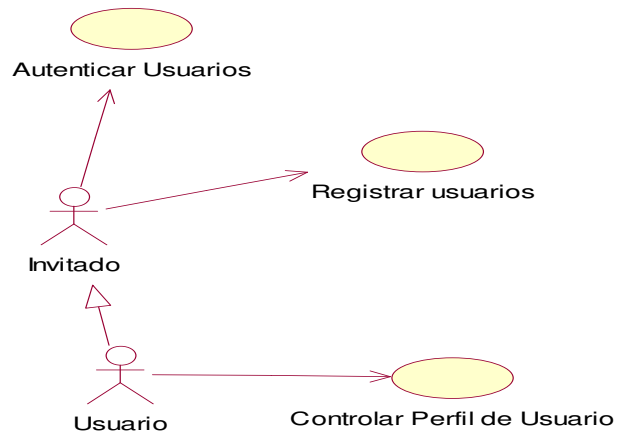 Autenticar Usuarios
Registrar usuarios
Invitado
Usuario
Controlar Perfil de Usuario